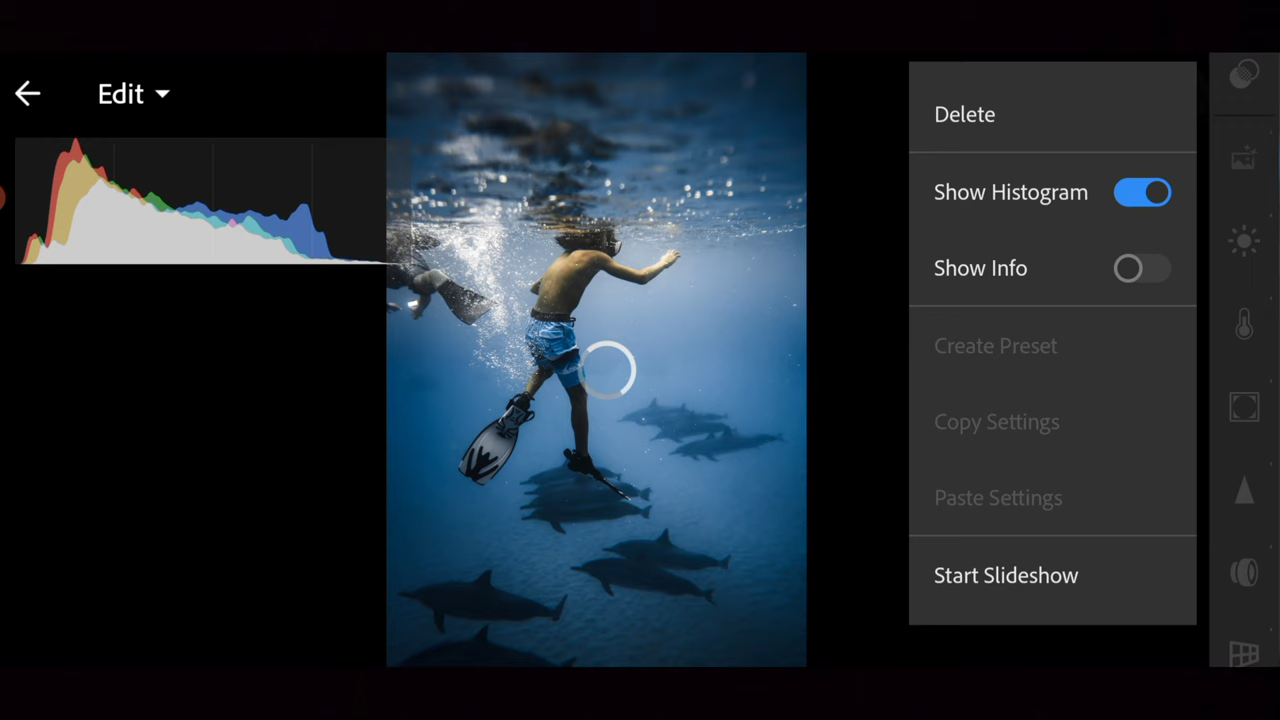 Edit
Delete
Show Histogram
Show Info
Create Preset
Copy Settings
Paste Settings
Start Slideshow